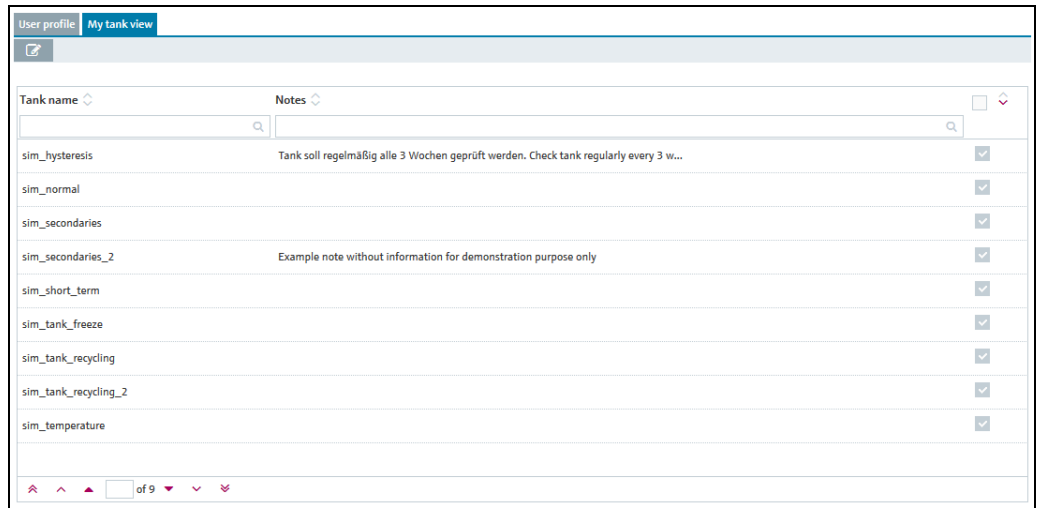 User profile My tank view
Tank name Notes
sim_hysteresis Tank soll regelmäßig alle 3 Wochen geprüft werden. Check tank regularly every 3 w...
sim_normal
sim_secondaries
sim_secondaries_2 Example note without information for demonstration purpose only
sim_short_term
sim_tank_freeze
sim_tank_recycling
sim_tank_recycling_2
sim_temperature
of 9